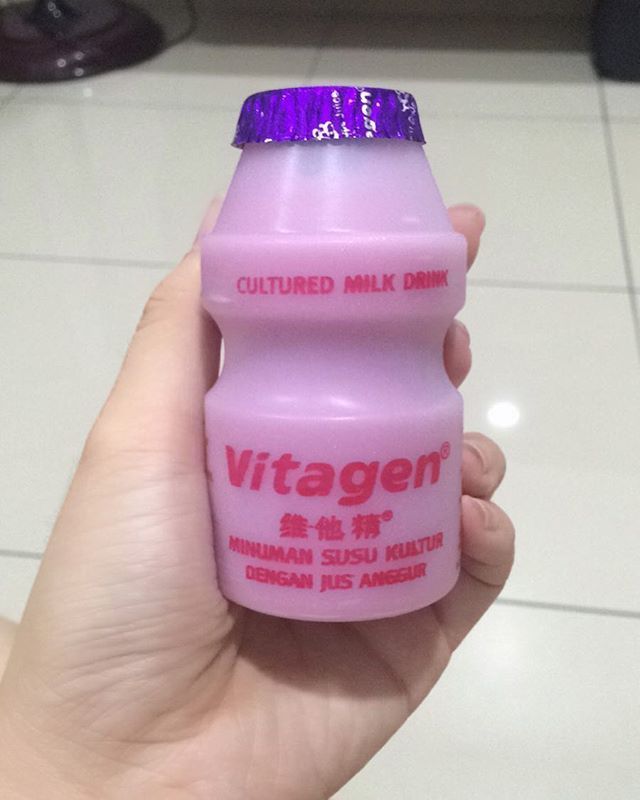 CULTURED MILK DRINK
Vitagen®
维他精®
MINUMAN SUSU KULTUR
DENGAN JUS ANGGUR